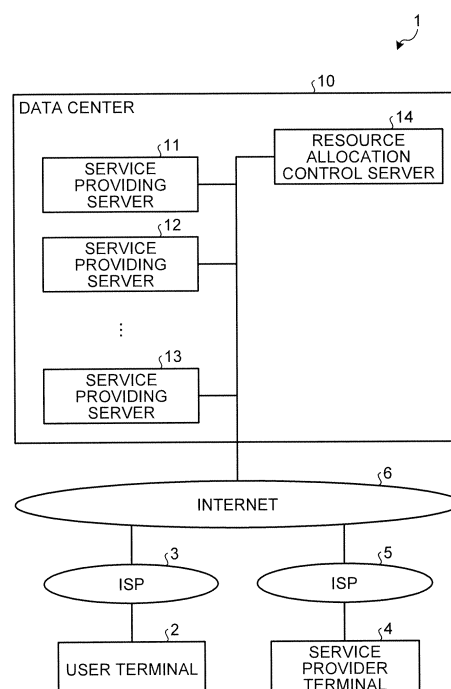 1
10
DATA CENTER
11
SERVICE
PROVIDING
SERVER
14
RESOURCE
ALLOCATION
CONTROL SERVER
12
SERVICE
PROVIDING
SERVER
⋮
13
SERVICE
PROVIDING
SERVER
6
INTERNET
3
ISP
5
ISP
2
USER TERMINAL
4
SERVICE
PROVIDER
TERMINAL